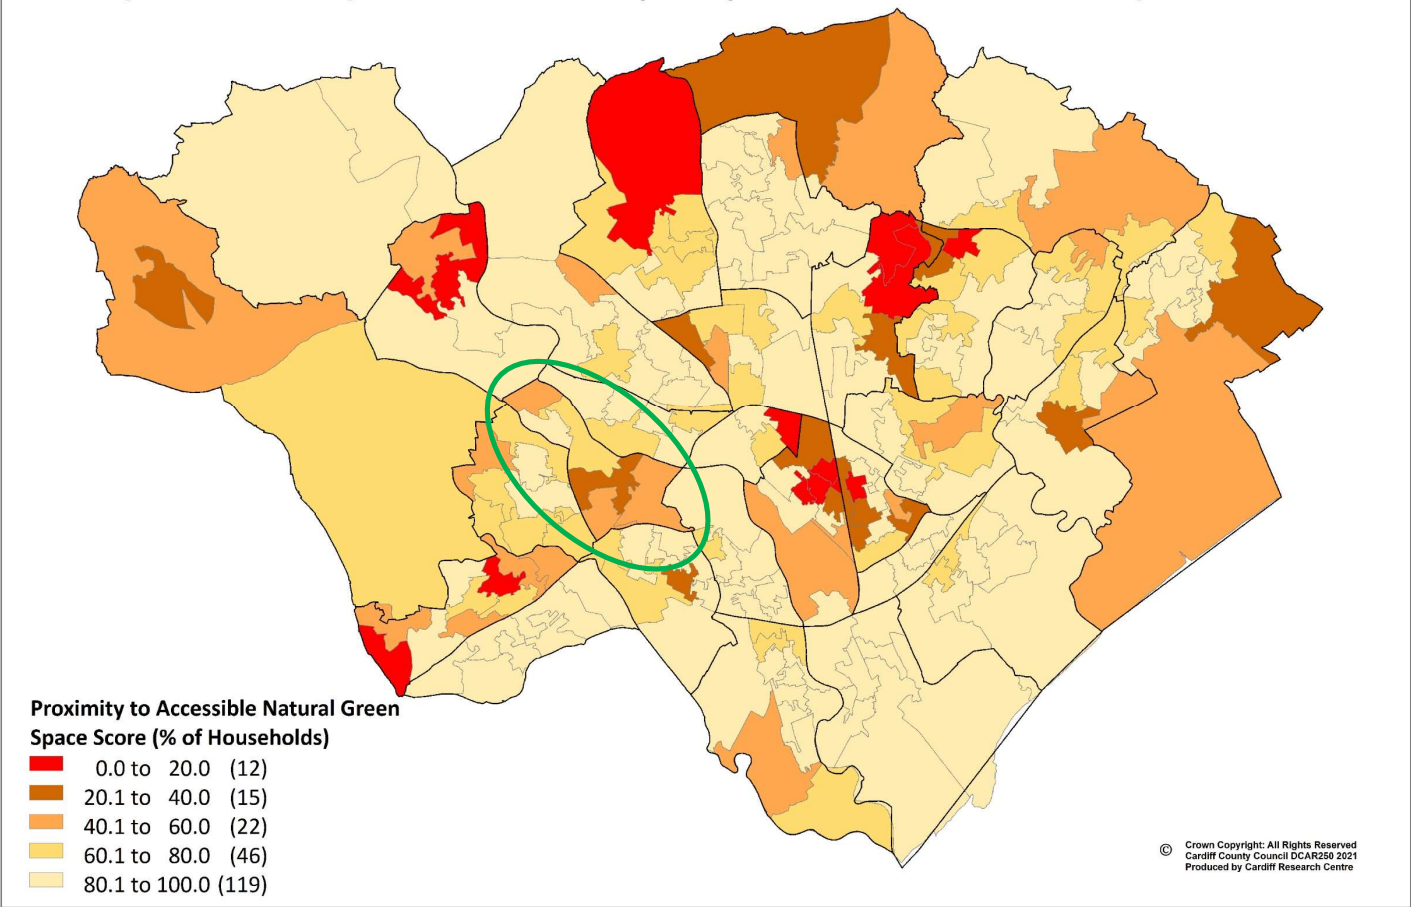 Proximity to Accessible Natural Green
Space Score (% of Households)
0.0 to 20.0 (12)
20.1 to 40.0 (15)
40.1 to 60.0 (22)
60.1 to 80.0 (46)
80.1 to 100.0 (119)
© Crown Copyright: All Rights Reserved
Cardiff County Council DCAR250 2021
Produced by Cardiff Research Centre